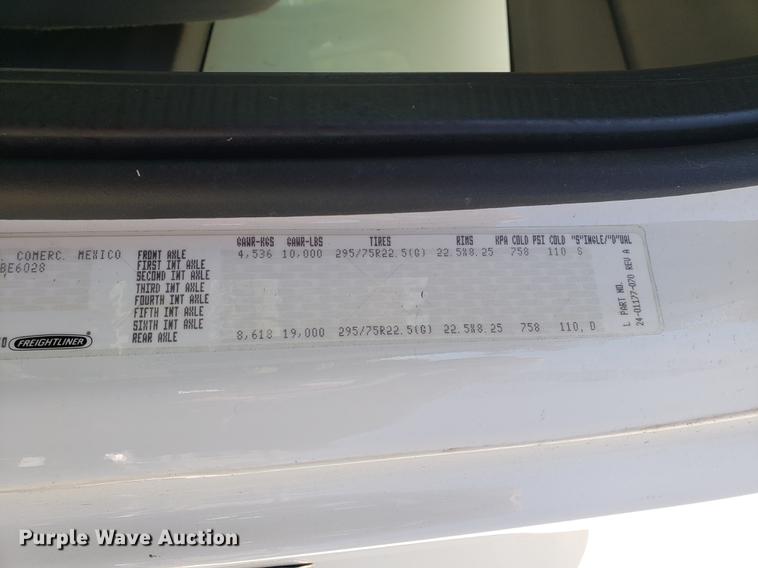 GAWR-KGS GAWR-LBS TIRES RIMS KPA COLD PSI COLD "S"INGLE/"D"UAL
COMERC. MEXICO FRONT AXLE 4,536 10,000 295/75R22.5(G) 22.5X8.25 758 110 S
BE6028 FIRST INT AXLE
SECOND INT AXLE
THIRD INT AXLE
FOURTH INT AXLE
FIFTH INT AXLE
SIXTH INT AXLE
FREIGHTLINER REAR AXLE 8,618 19,000 295/75R22.5(G) 22.5X8.25 758 110, D
L PART NO.
24-01177-070 REV A
Purple Wave Auction